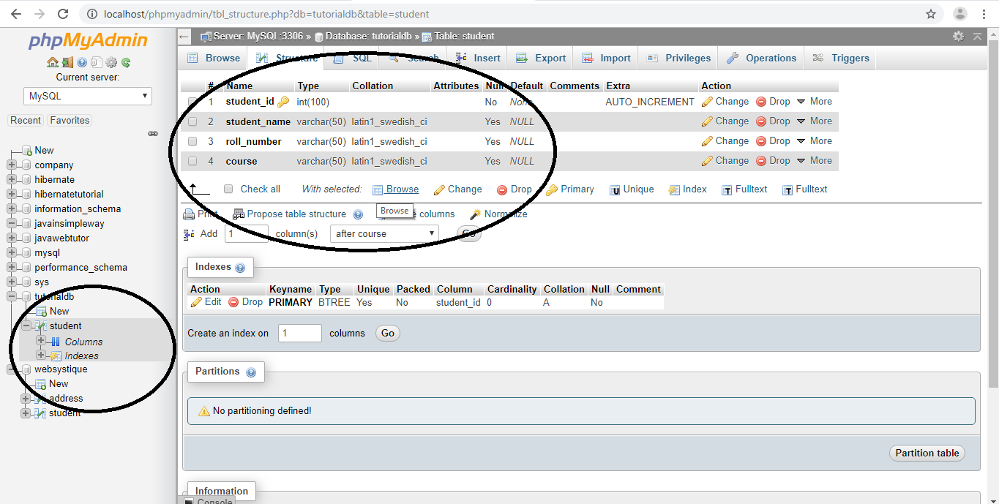 localhost/phpmyadmin/tbl_structure.php?db=tutorialdb&table=student
phpMyAdmin
Current server:
MySQL
Recent Favorites
New
company
hibernate
hibernatetutorial
information_schema
javainsimpleway
javawebtutor
mysql
performance_schema
sys
tutorialdb
New
student
Columns
Indexes
websystique
New
address
student
Server: MySQL:3306 » Database: tutorialdb » Table: student
Browse Structure SQL Search Insert Export Import Privileges Operations Triggers
# Name Type Collation Attributes Null Default Comments Extra Action
1 student_id int(100) No None AUTO_INCREMENT Change Drop More
2 student_name varchar(50) latin1_swedish_ci Yes NULL Change Drop More
3 roll_number varchar(50) latin1_swedish_ci Yes NULL Change Drop More
4 course varchar(50) latin1_swedish_ci Yes NULL Change Drop More
Check all With selected: Browse Change Drop Primary Unique Index Fulltext Fulltext
Browse
Print Propose table structure columns Normalize
Add 1 column(s) after course Go
Indexes
Action Keyname Type Unique Packed Column Cardinality Collation Null Comment
Edit Drop PRIMARY BTREE Yes No student_id 0 A No
Create an index on 1 columns Go
Partitions
No partitioning defined!
Partition table
Information
Console